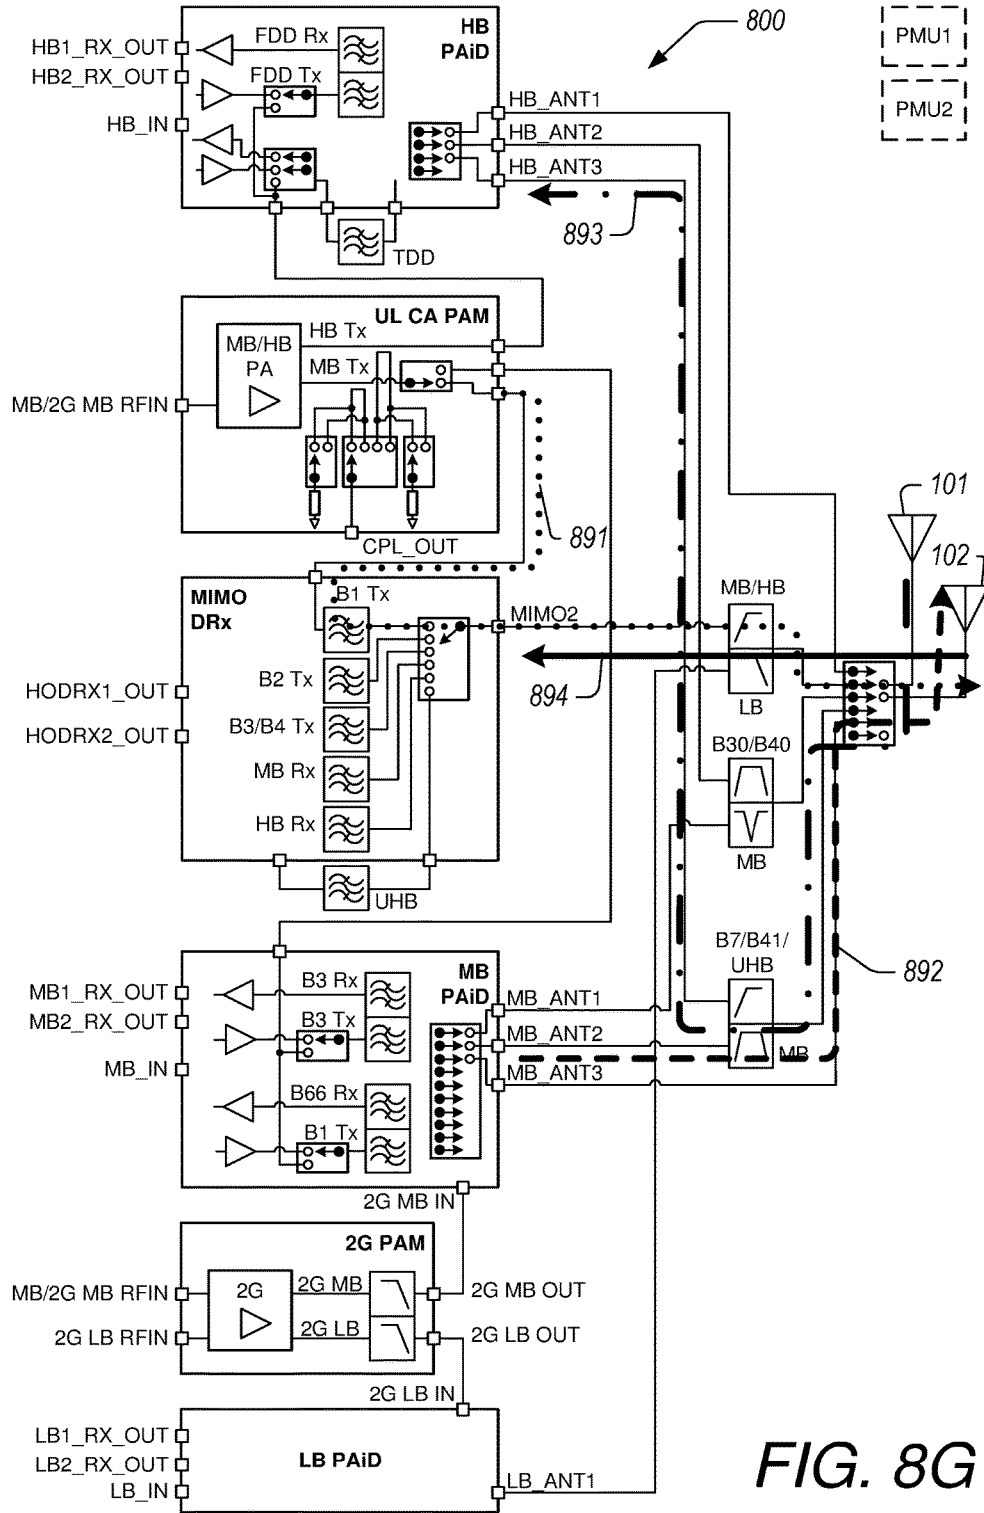 HB
PAiD
800
PMU1
PMU2
HB1_RX_OUT
HB2_RX_OUT
HB_IN
FDD Rx
FDD Tx
HB_ANT1
HB_ANT2
HB_ANT3
893
TDD
UL CA PAM
HB Tx
MB/HB
PA
MB Tx
MB/2G MB RFIN
CPL_OUT
891
101
102
MIMO
DRx
B1 Tx
MIMO2
MB/HB
B2 Tx
HODRX1_OUT
894
LB
B3/B4 Tx
HODRX2_OUT
B30/B40
MB Rx
HB Rx
MB
UHB
B7/B41/
UHB
892
MB
PAiD
MB1_RX_OUT
MB2_RX_OUT
MB_IN
B3 Rx
B3 Tx
MB_ANT1
MB_ANT2
MB
MB_ANT3
B66 Rx
B1 Tx
2G MB IN
2G PAM
MB/2G MB RFIN
2G
2G MB
2G MB OUT
2G LB RFIN
2G LB
2G LB OUT
2G LB IN
LB1_RX_OUT
LB2_RX_OUT
LB_IN
LB PAiD
LB_ANT1
FIG. 8G